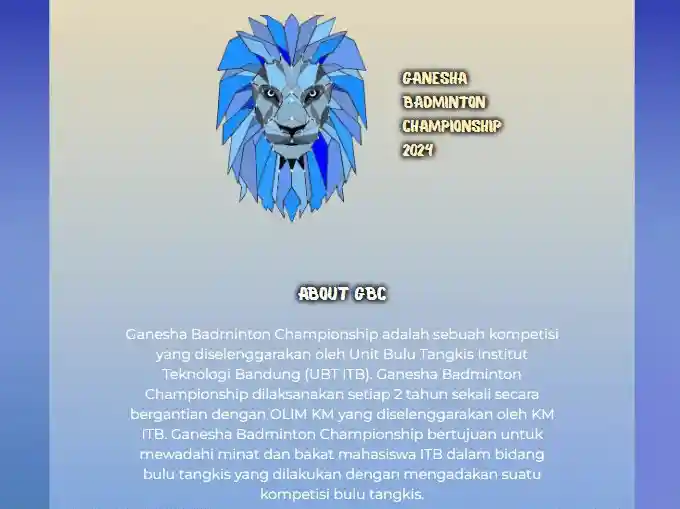 GANESHA
BADMINTON
CHAMPIONSHIP
2024
ABOUT GBC
Ganesha Badminton Championship adalah sebuah kompetisi
yang diselenggarakan oleh Unit Bulu Tangkis Institut
Teknologi Bandung (UBT ITB). Ganesha Badminton
Championship dilaksanakan setiap 2 tahun sekali secara
bergantian dengan OLIM KM yang diselenggarakan oleh KM
ITB. Ganesha Badminton Championship bertujuan untuk
mewadahi minat dan bakat mahasiswa ITB dalam bidang
bulu tangkis yang dilakukan dengan mengadakan suatu
kompetisi bulu tangkis.